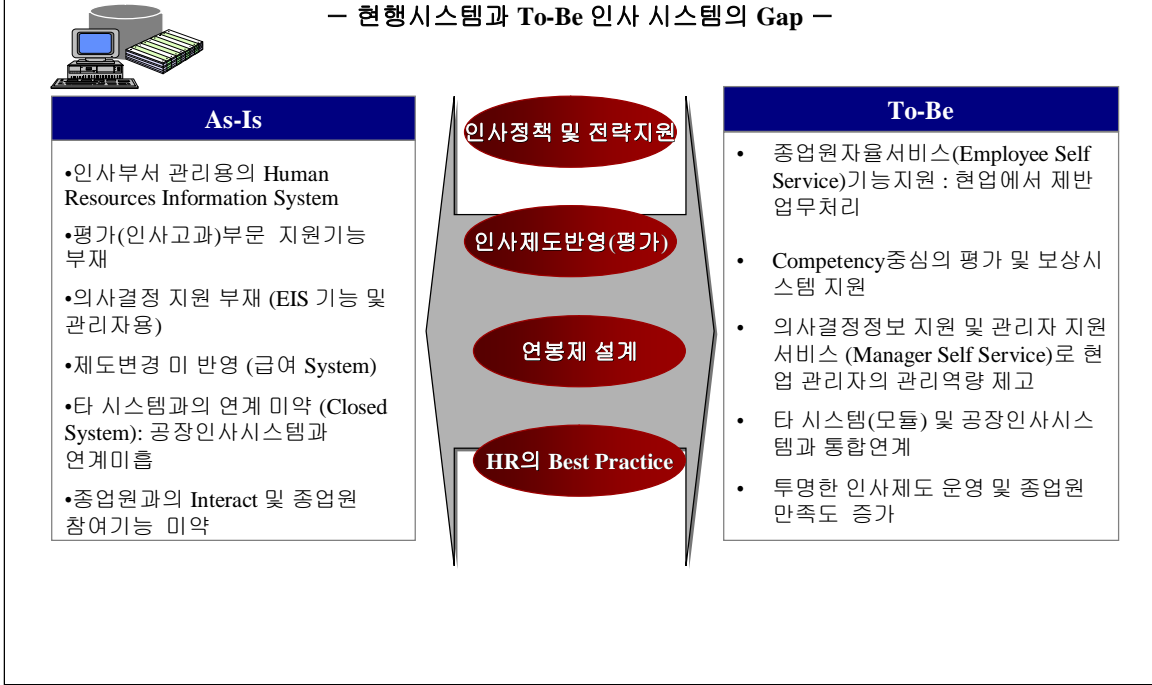 － 현행시스템과 To-Be 인사 시스템의 Gap －
As-Is
•인사부서 관리용의 Human
Resources Information System
•평가(인사고과)부문 지원기능
부재
•의사결정 지원 부재 (EIS 기능 및
관리자용)
•제도변경 미 반영 (급여 System)
•타 시스템과의 연계 미약 (Closed
System): 공장인사시스템과
연계미흡
•종업원과의 Interact 및 종업원
참여기능 미약
인사정책 및 전략지원
인사제도반영(평가)
연봉제 설계
HR의 Best Practice
To-Be
• 종업원자율서비스(Employee Self
Service)기능지원 : 현업에서 제반
업무처리
• Competency중심의 평가 및 보상시
스템 지원
• 의사결정정보 지원 및 관리자 지원
서비스 (Manager Self Service)로 현
업 관리자의 관리역량 제고
• 타 시스템(모듈) 및 공장인사시스
템과 통합연계
• 투명한 인사제도 운영 및 종업원
만족도 증가